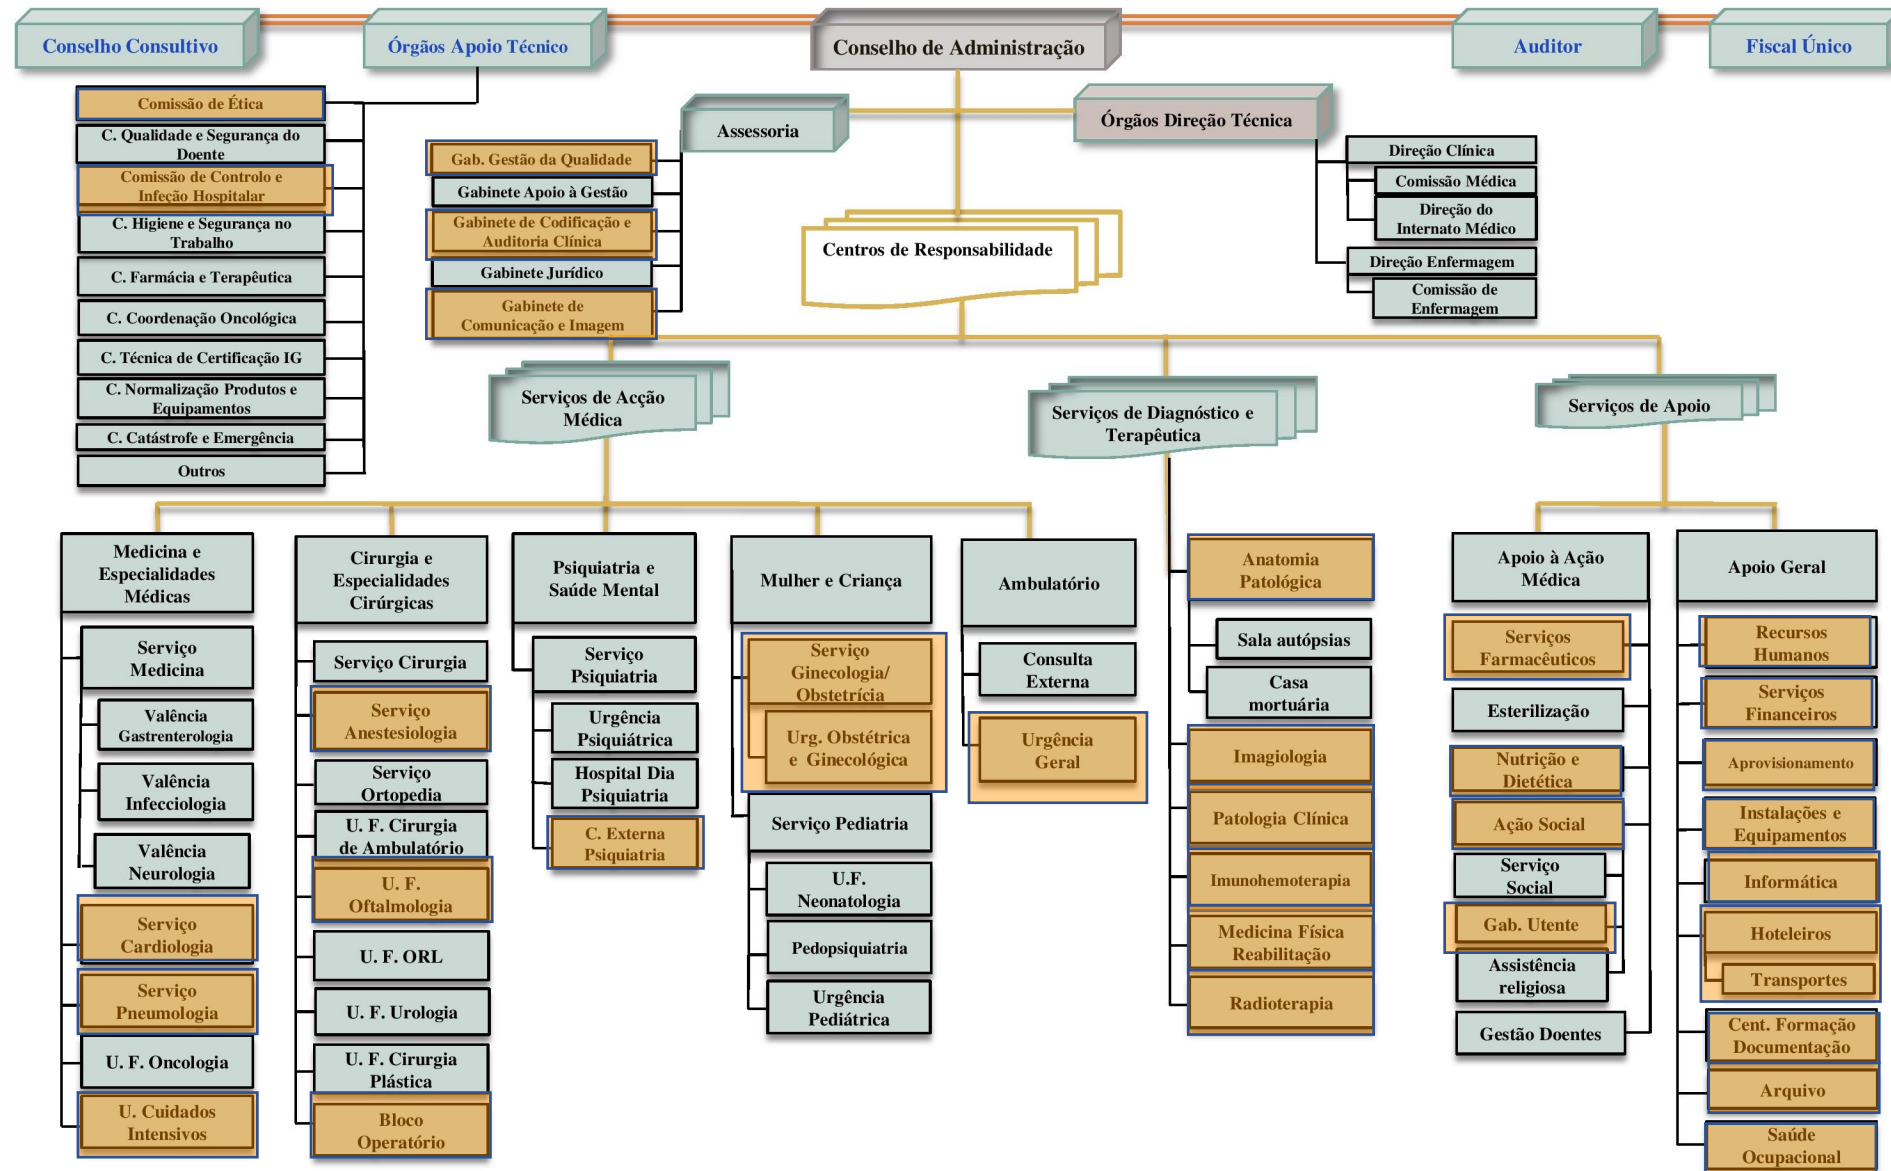 Conselho Consultivo
Órgãos Apoio Técnico
Conselho de Administração
Auditor
Fiscal Único
Comissão de Ética
C. Qualidade e Segurança do
Doente
Comissão de Controlo e
Infeção Hospitalar
C. Higiene e Segurança no
Trabalho
C. Farmácia e Terapêutica
C. Coordenação Oncológica
C. Técnica de Certificação IG
C. Normalização Produtos e
Equipamentos
C. Catástrofe e Emergência
Outros
Assessoria
Gab. Gestão da Qualidade
Gabinete Apoio à Gestão
Gabinete de Codificação e
Auditoria Clínica
Gabinete Jurídico
Gabinete de
Comunicação e Imagem
Órgãos Direção Técnica
Direção Clínica
Comissão Médica
Direção do
Internato Médico
Direção Enfermagem
Comissão de
Enfermagem
Centros de Responsabilidade
Serviços de Acção
Médica
Serviços de Diagnóstico e
Terapêutica
Serviços de Apoio
Medicina e
Especialidades
Médicas
Serviço
Medicina
Valência
Gastrenterologia
Valência
Infecciologia
Valência
Neurologia
Serviço
Cardiologia
Serviço
Pneumologia
U. F. Oncologia
U. Cuidados
Intensivos
Cirurgia e
Especialidades
Cirúrgicas
Serviço Cirurgia
Serviço
Anestesiologia
Serviço
Ortopedia
U. F. Cirurgia
de Ambulatório
U. F.
Oftalmologia
U. F. ORL
U. F. Urologia
U. F. Cirurgia
Plástica
Bloco
Operatório
Psiquiatria e
Saúde Mental
Serviço
Psiquiatria
Urgência
Psiquiátrica
Hospital Dia
Psiquiatria
C. Externa
Psiquiatria
Mulher e Criança
Serviço
Ginecologia/
Obstetrícia
Urg. Obstétrica
e Ginecológica
Serviço Pediatria
U.F.
Neonatologia
Pedopsiquiatria
Urgência
Pediátrica
Ambulatório
Consulta
Externa
Urgência
Geral
Anatomia
Patológica
Sala autópsias
Casa
mortuária
Imagiologia
Patologia Clínica
Imunohemoterapia
Medicina Física
Reabilitação
Radioterapia
Apoio à Ação
Médica
Serviços
Farmacêuticos
Esterilização
Nutrição e
Dietética
Ação Social
Serviço
Social
Gab. Utente
Assistência
religiosa
Gestão Doentes
Apoio Geral
Recursos
Humanos
Serviços
Financeiros
Aprovisionamento
Instalações e
Equipamentos
Informática
Hoteleiros
Transportes
Cent. Formação
Documentação
Arquivo
Saúde
Ocupacional